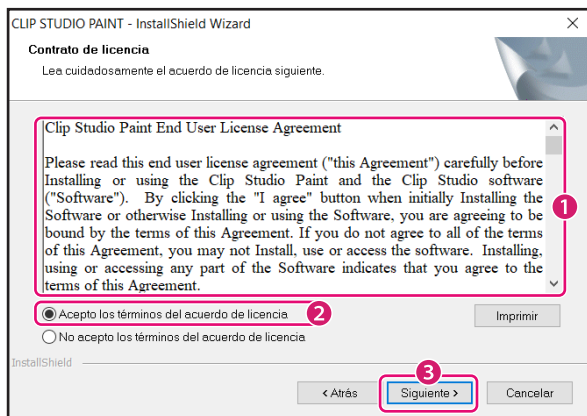 CLIP STUDIO PAINT - InstallShield Wizard
Contrato de licencia
Lea cuidadosamente el acuerdo de licencia siguiente.
Clip Studio Paint End User License Agreement
Please read this end user license agreement ("this Agreement") carefully before
Installing or using the Clip Studio Paint and the Clip Studio software
("Software"). By clicking the "I agree" button when initially Installing the
Software or otherwise Installing or using the Software, you are agreeing to be
bound by the terms of this Agreement. If you do not agree to all of the terms
of this Agreement, you may not Install, use or access the software. Installing,
using or accessing any part of the Software indicates that you agree to the
terms of this Agreement.
1
Acepto los términos del acuerdo de licencia
2
Imprimir
No acepto los términos del acuerdo de licencia
InstallShield
3
< Atrás
Siguiente >
Cancelar